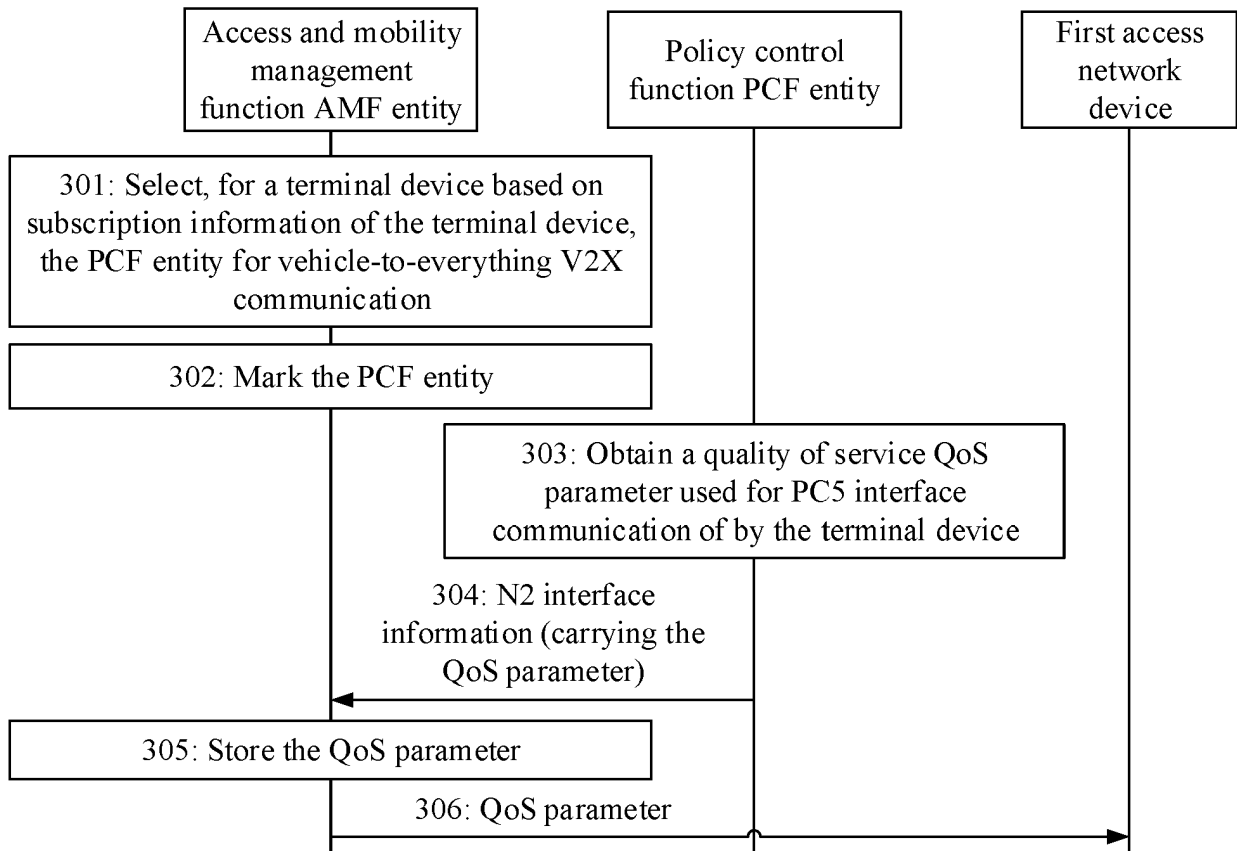 Access and mobility
management
function AMF entity
Policy control
function PCF entity
First access
network
device
301: Select, for a terminal device based on
subscription information of the terminal device,
the PCF entity for vehicle-to-everything V2X
communication
302: Mark the PCF entity
303: Obtain a quality of service QoS
parameter used for PC5 interface
communication of by the terminal device
304: N2 interface
information (carrying the
QoS parameter)
305: Store the QoS parameter
306: QoS parameter